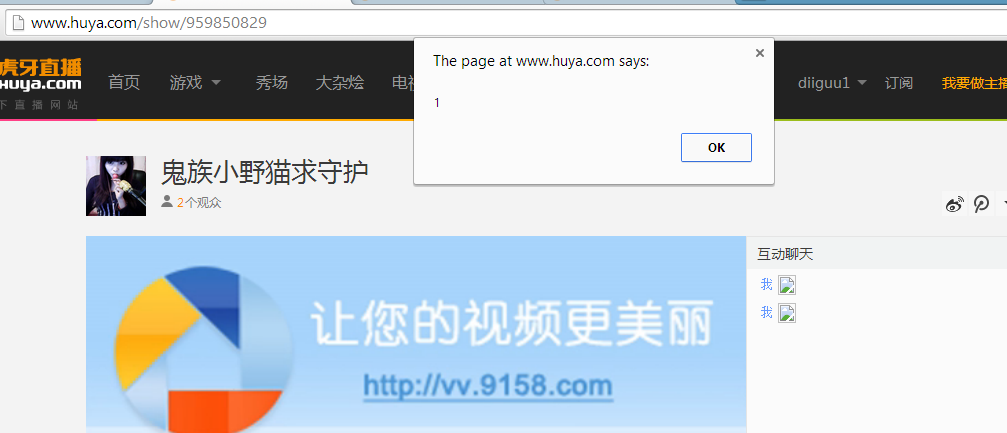 www.huya.com/show/959850829
The page at www.huya.com says:
1
OK
虎牙直播
Huya.com
下直播网站
首页
游戏
秀场
大杂烩
diiguu1
订阅
我要做主播
鬼族小野猫求守护
2个观众
让您的视频更美丽
http://vv.9158.com
互动聊天
我
我